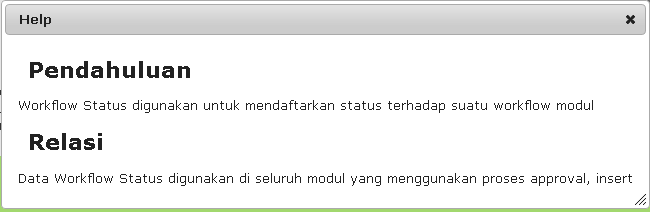 Help
Pendahuluan
Workflow Status digunakan untuk mendaftarkan status terhadap suatu workflow modul
Relasi
Data Workflow Status digunakan di seluruh modul yang menggunakan proses approval, insert